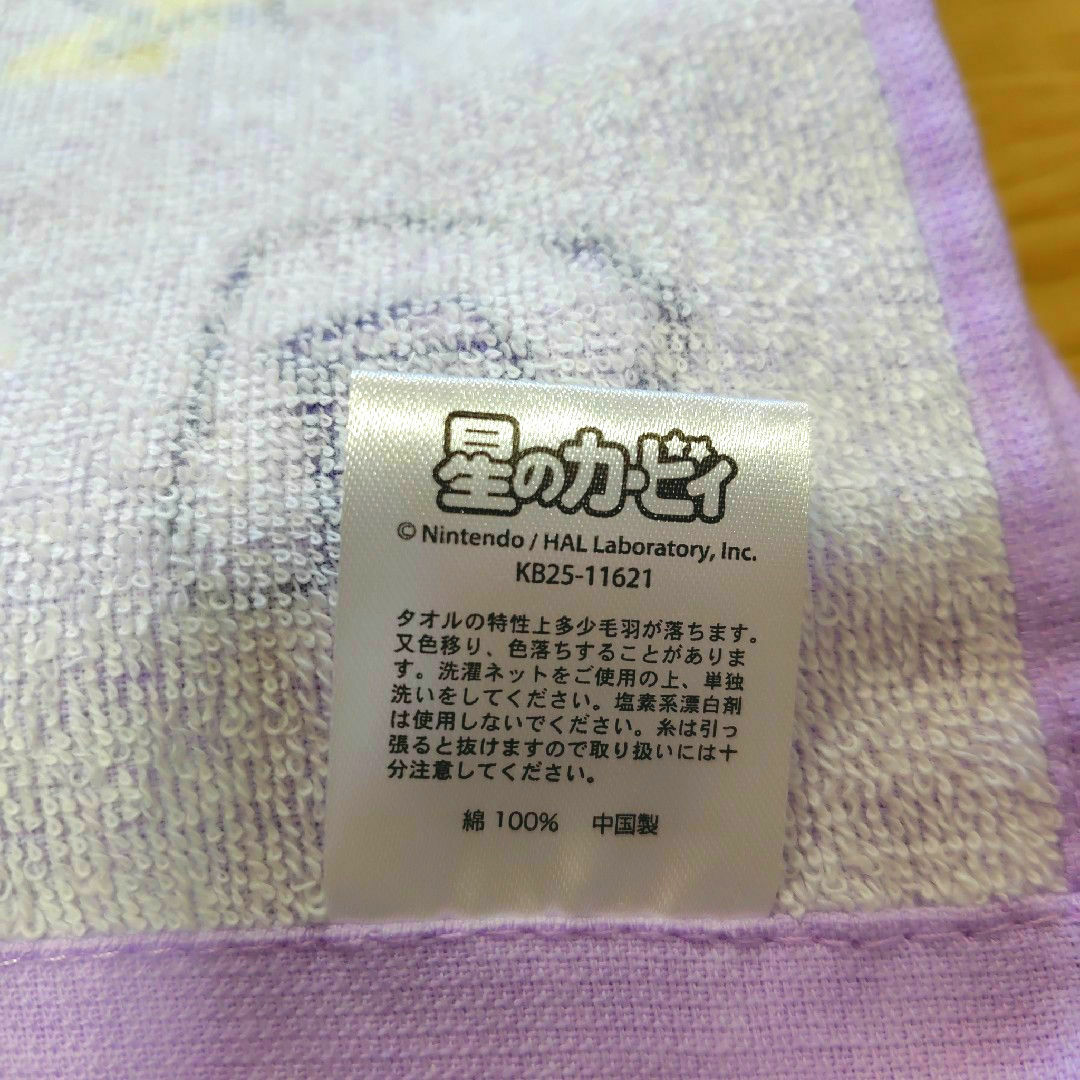 星のカービィ
© Nintendo / HAL Laboratory, Inc.
KB25-11621
タオルの特性上多少毛羽が落ちます。
又色移り、色落ちすることがありま
す。洗濯ネットをご使用の上、単独
洗いをしてください。塩素系漂白剤
は使用しないでください。糸は引っ
張ると抜けますので取り扱いには十
分注意してください。
綿 100% 中国製